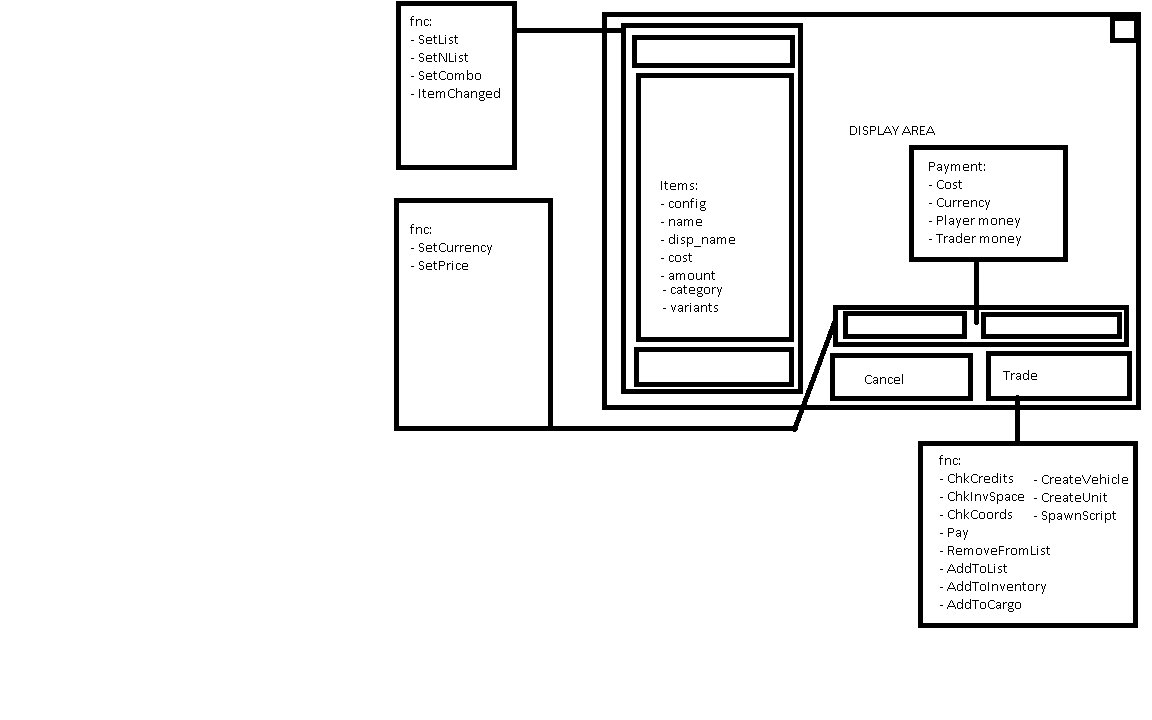 fnc:
- SetList
- SetNList
- SetCombo
- ItemChanged
fnc:
- SetCurrency
- SetPrice
Items:
- config
- name
- disp_name
- cost
- amount
- category
- variants
DISPLAY AREA
Payment:
- Cost
- Currency
- Player money
- Trader money
Cancel
Trade
fnc:
- ChkCredits
- ChkInvSpace
- ChkCoords
- Pay
- RemoveFromList
- AddToList
- AddToInventory
- AddToCargo
- CreateVehicle
- CreateUnit
- SpawnScript